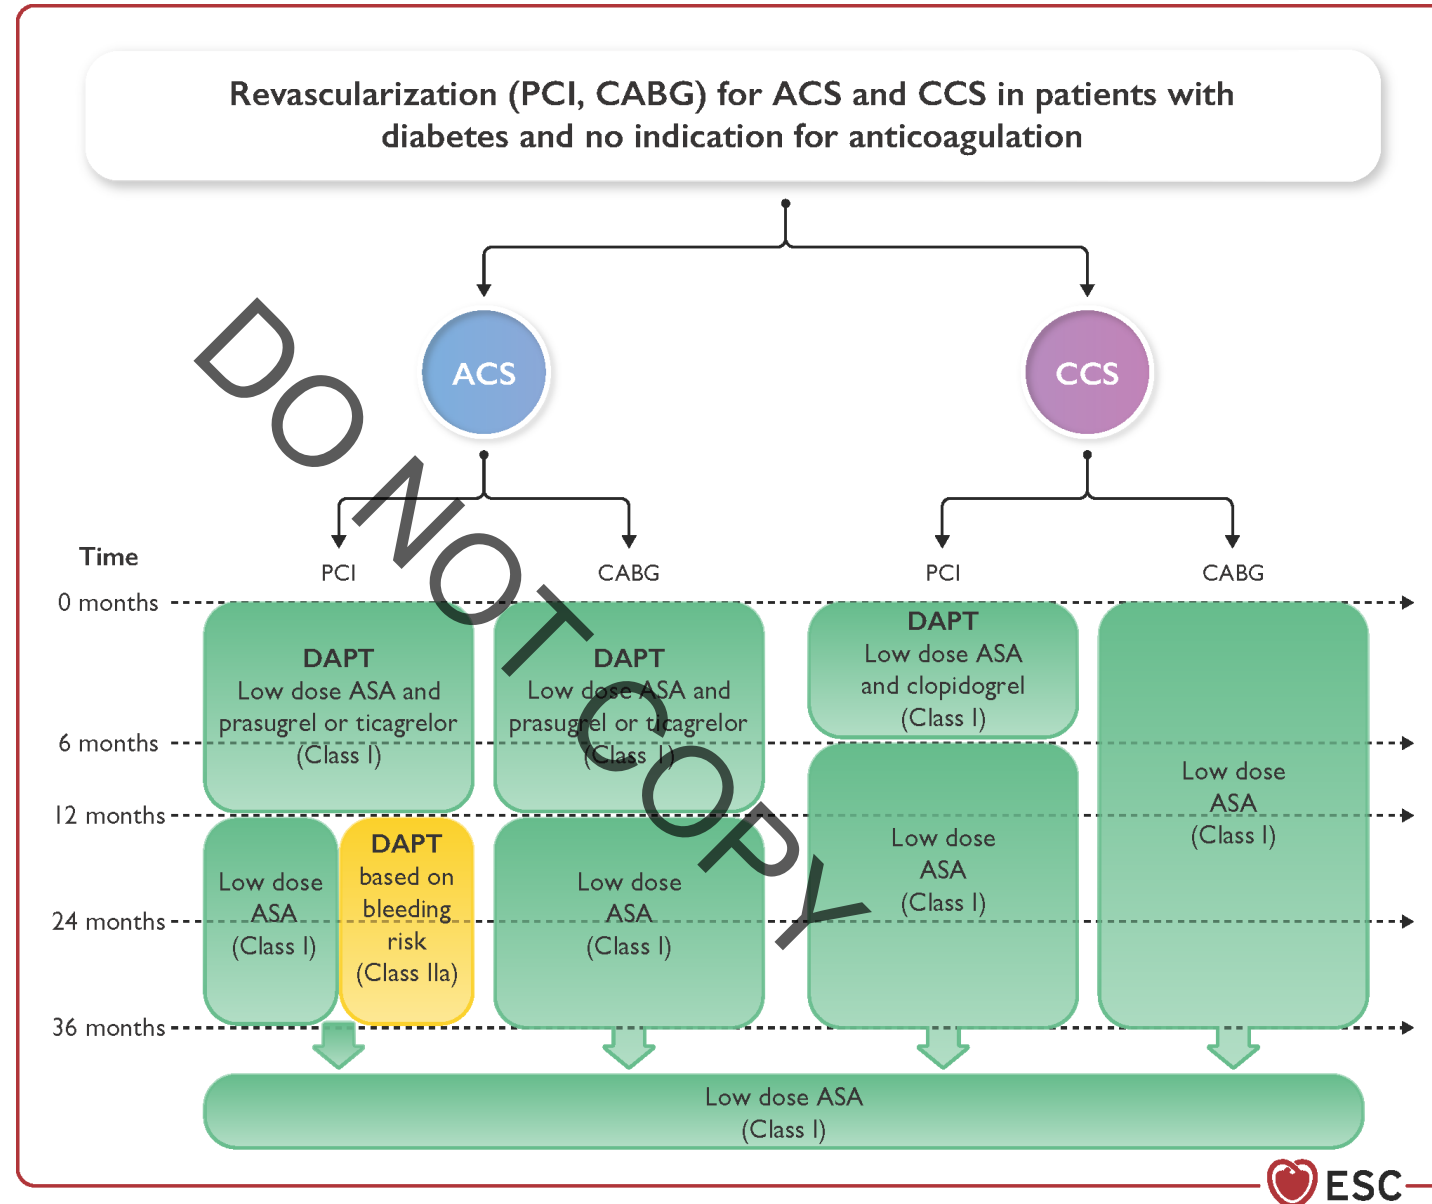 Revascularization (PCI, CABG) for ACS and CCS in patients with
diabetes and no indication for anticoagulation
ACS
CCS
Time
PCI
CABG
PCI
CABG
0 months
6 months
12 months
24 months
36 months
DAPT
Low dose ASA and
prasugrel or ticagrelor
(Class I)
DAPT
Low dose ASA and
prasugrel or ticagrelor
(Class I)
DAPT
Low dose ASA
and clopidogrel
(Class I)
Low dose
ASA
(Class I)
Low dose
ASA
(Class I)
DAPT
based on
bleeding
risk
(Class IIa)
Low dose
ASA
(Class I)
Low dose
ASA
(Class I)
Low dose ASA
(Class I)
DO NOT COPY
ESC